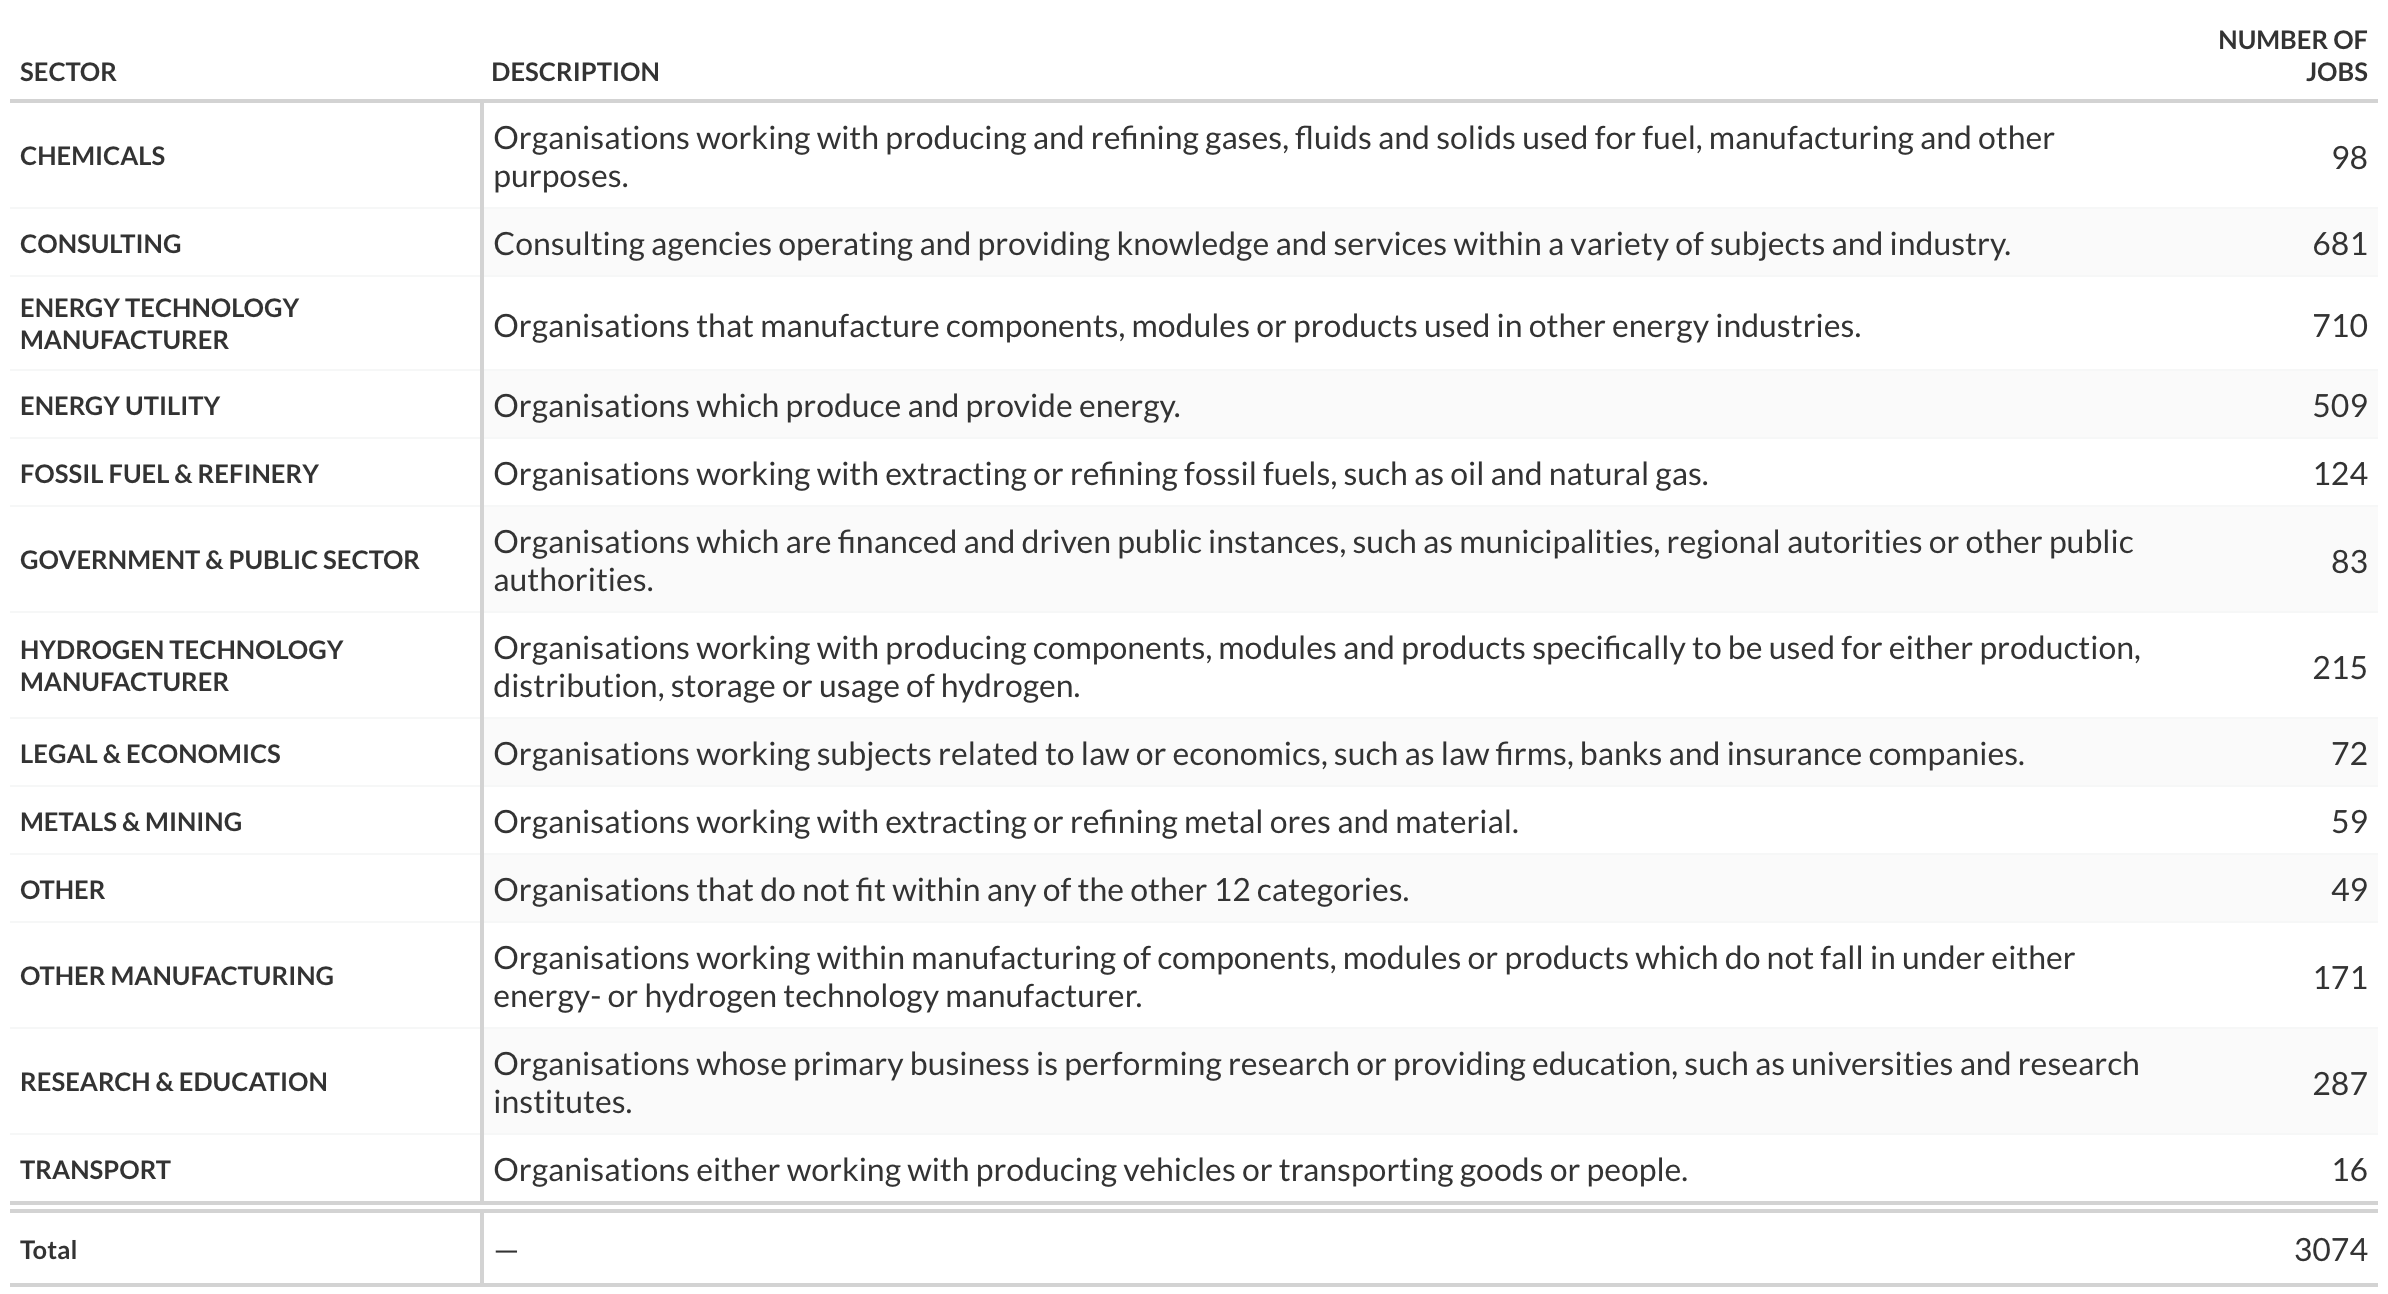 SECTOR DESCRIPTION NUMBER OF
JOBS
CHEMICALS Organisations working with producing and refining gases, fluids and solids used for fuel, manufacturing and other
purposes. 98
CONSULTING Consulting agencies operating and providing knowledge and services within a variety of subjects and industry. 681
ENERGY TECHNOLOGY
MANUFACTURER Organisations that manufacture components, modules or products used in other energy industries. 710
ENERGY UTILITY Organisations which produce and provide energy. 509
FOSSIL FUEL & REFINERY Organisations working with extracting or refining fossil fuels, such as oil and natural gas. 124
GOVERNMENT & PUBLIC SECTOR Organisations which are financed and driven public instances, such as municipalities, regional autorities or other public
authorities. 83
HYDROGEN TECHNOLOGY
MANUFACTURER Organisations working with producing components, modules and products specifically to be used for either production,
distribution, storage or usage of hydrogen. 215
LEGAL & ECONOMICS Organisations working subjects related to law or economics, such as law firms, banks and insurance companies. 72
METALS & MINING Organisations working with extracting or refining metal ores and material. 59
OTHER Organisations that do not fit within any of the other 12 categories. 49
OTHER MANUFACTURING Organisations working within manufacturing of components, modules or products which do not fall in under either
energy- or hydrogen technology manufacturer. 171
RESEARCH & EDUCATION Organisations whose primary business is performing research or providing education, such as universities and research
institutes. 287
TRANSPORT Organisations either working with producing vehicles or transporting goods or people. 16
Total — 3074